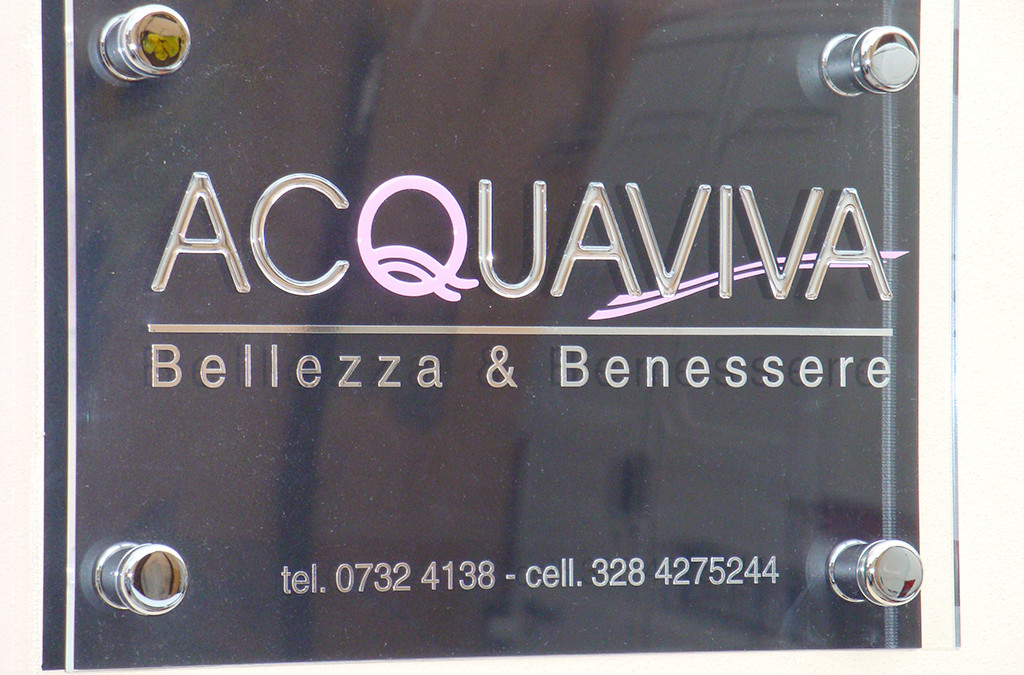 ACQUAVIVA
Bellezza & Benessere
tel. 0732 4138 - cell. 328 4275244